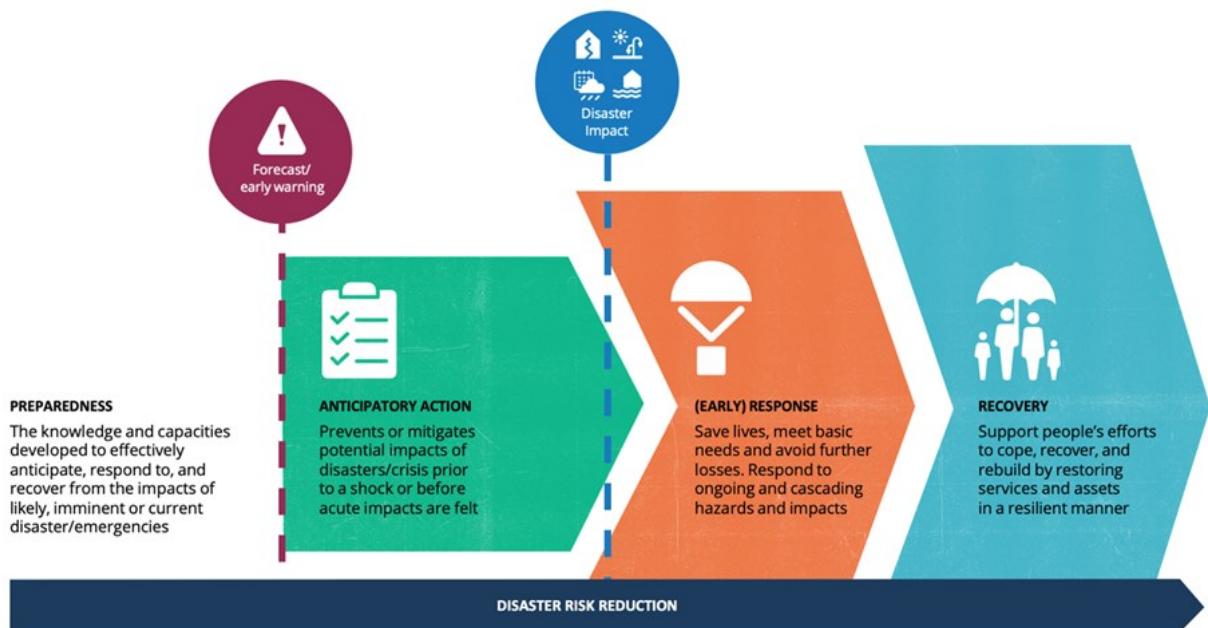 Forecast/
early warning
Disaster
Impact
PREPAREDNESS
The knowledge and capacities
developed to effectively
anticipate, respond to, and
recover from the impacts of
likely, imminent or current
disaster/emergencies
ANTICIPATORY ACTION
Prevents or mitigates
potential impacts of
disasters/crisis prior
to a shock or before
acute impacts are felt
(EARLY) RESPONSE
Save lives, meet basic
needs and avoid further
losses. Respond to
ongoing and cascading
hazards and impacts
RECOVERY
Support people’s efforts
to cope, recover, and
rebuild by restoring
services and assets
in a resilient manner
DISASTER RISK REDUCTION